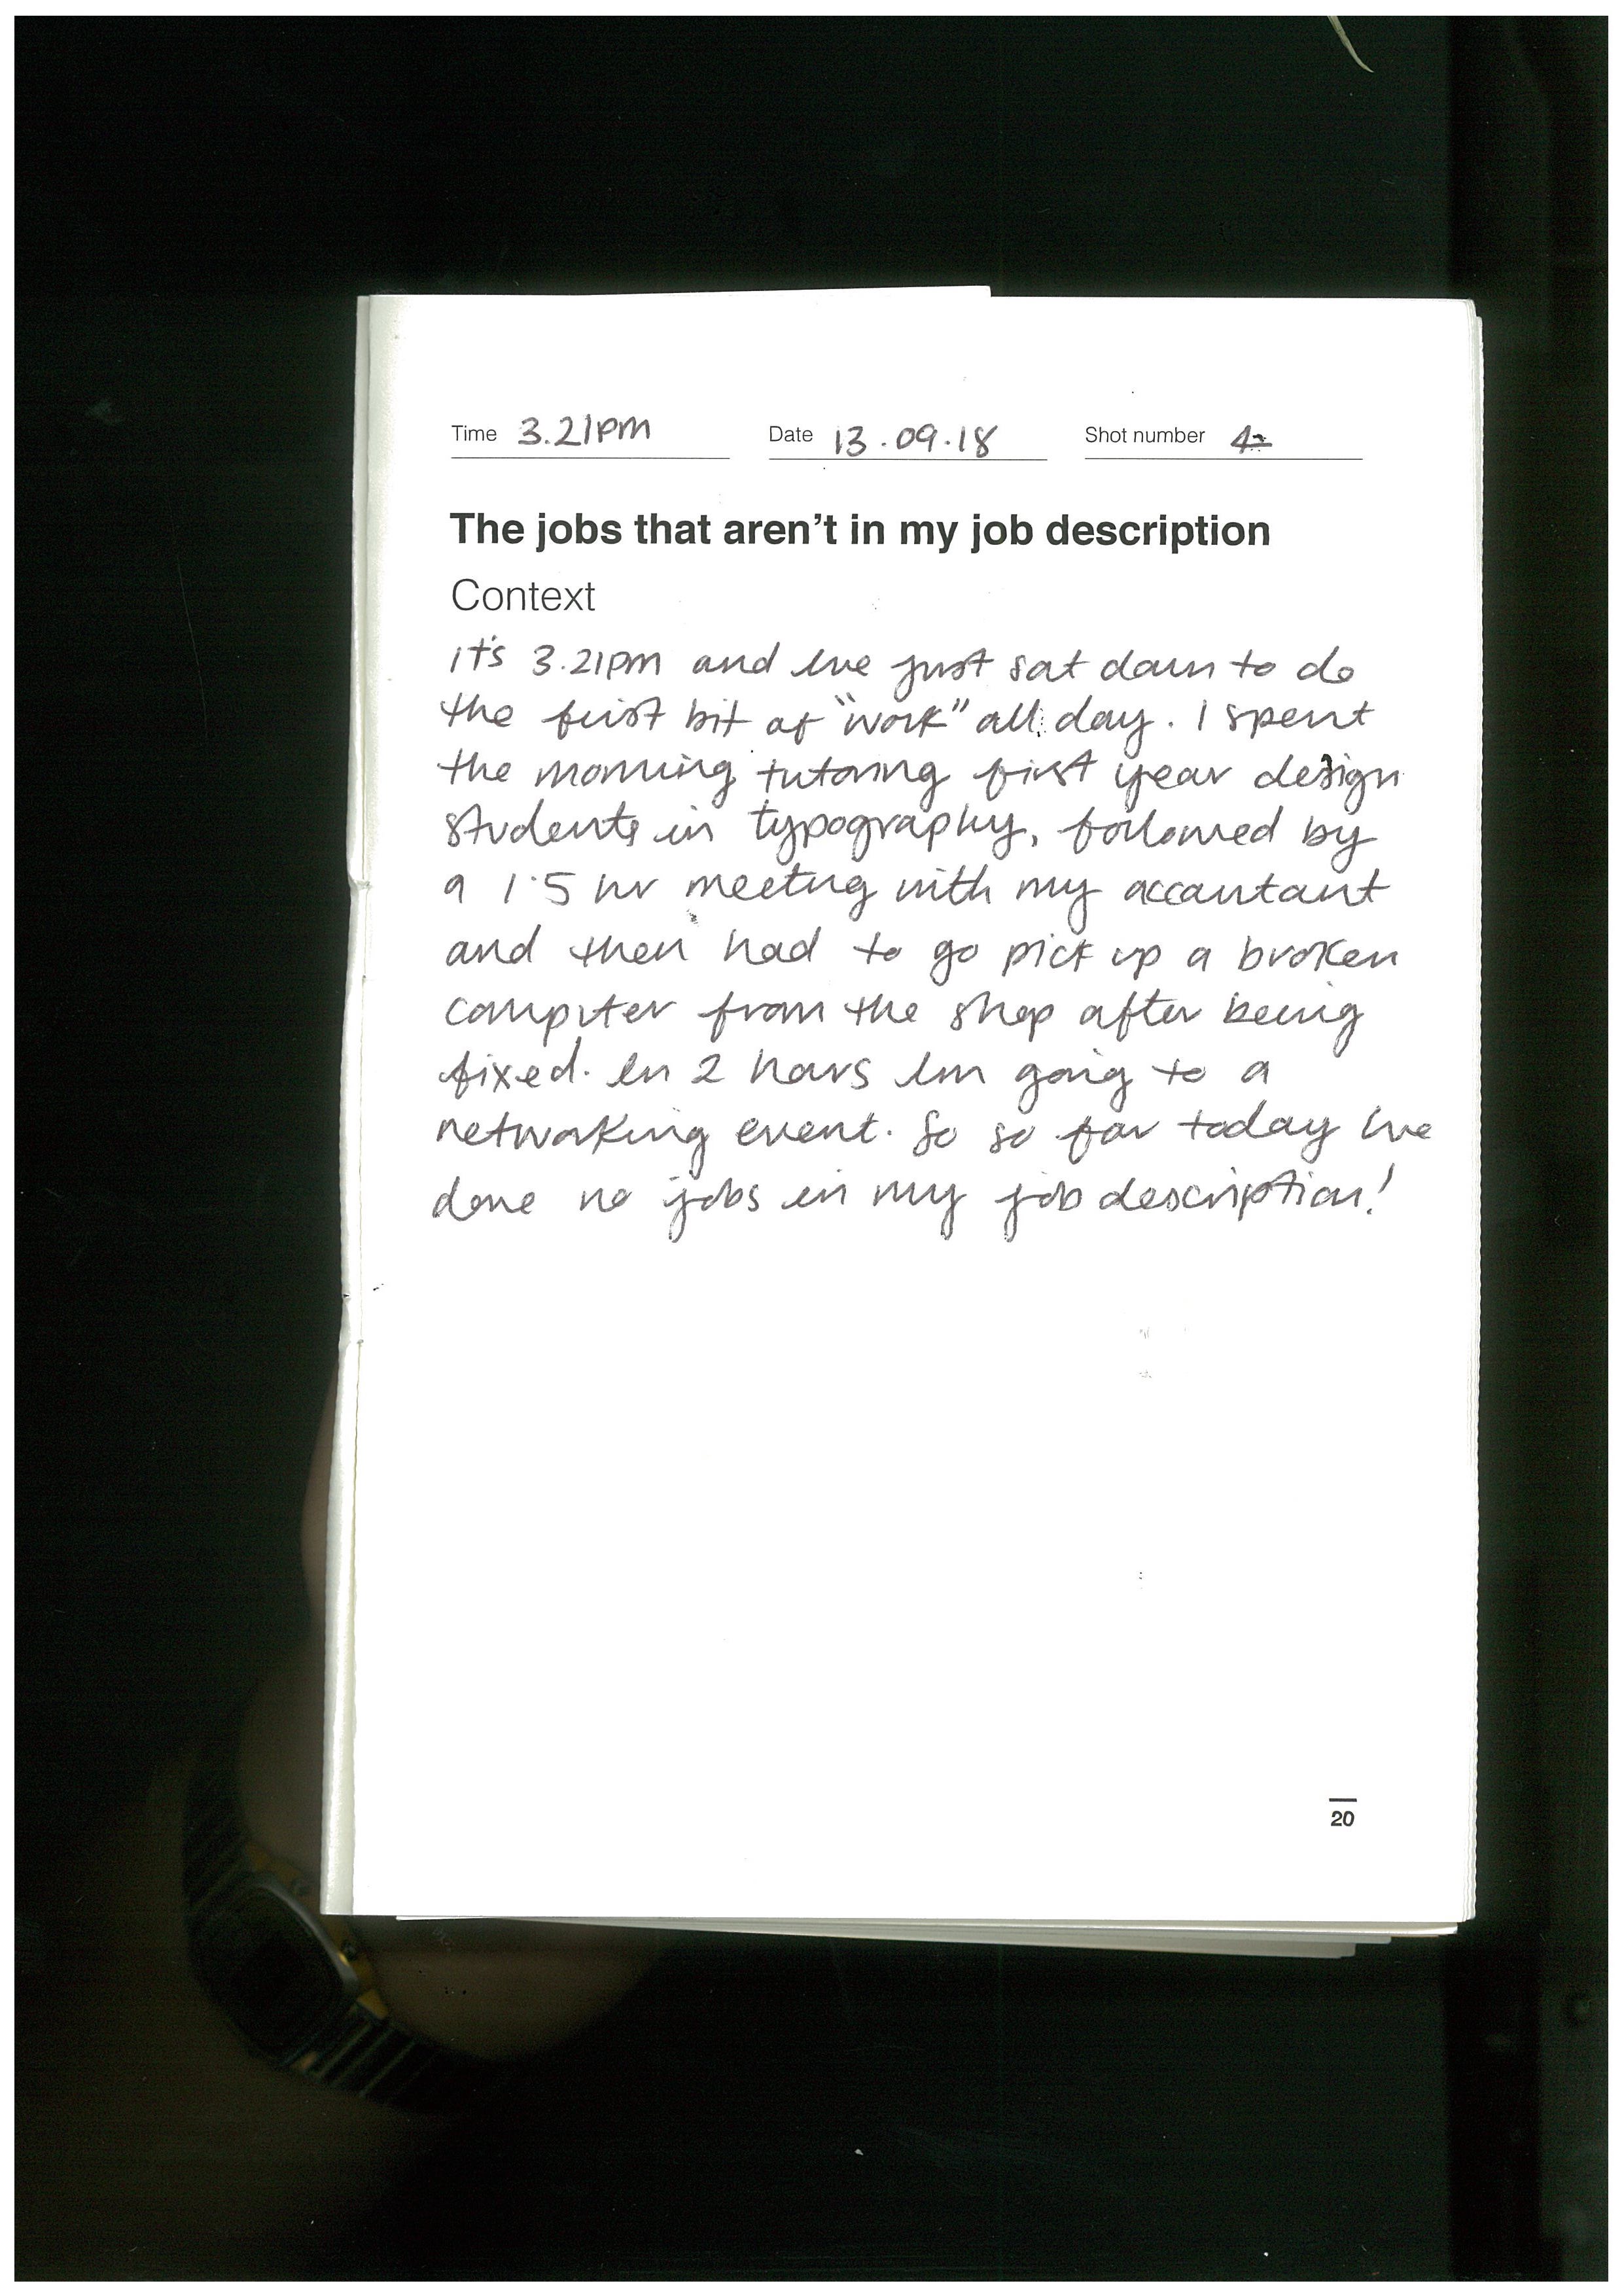 Time 3.21pm Date 13.09.18 Shot number 4
The jobs that aren't in my job description
Context
it's 3.21pm and I've just sat down to do
the first bit of "work" all day. I spent
the morning tutoring first year design
students in typography, followed by
a 1.5 hr meeting with my accountant
and then had to go pick up a broken
computer from the shop after being
fixed. In 2 hours I'm going to a
networking event. So so far today I've
done no jobs in my job description!
20